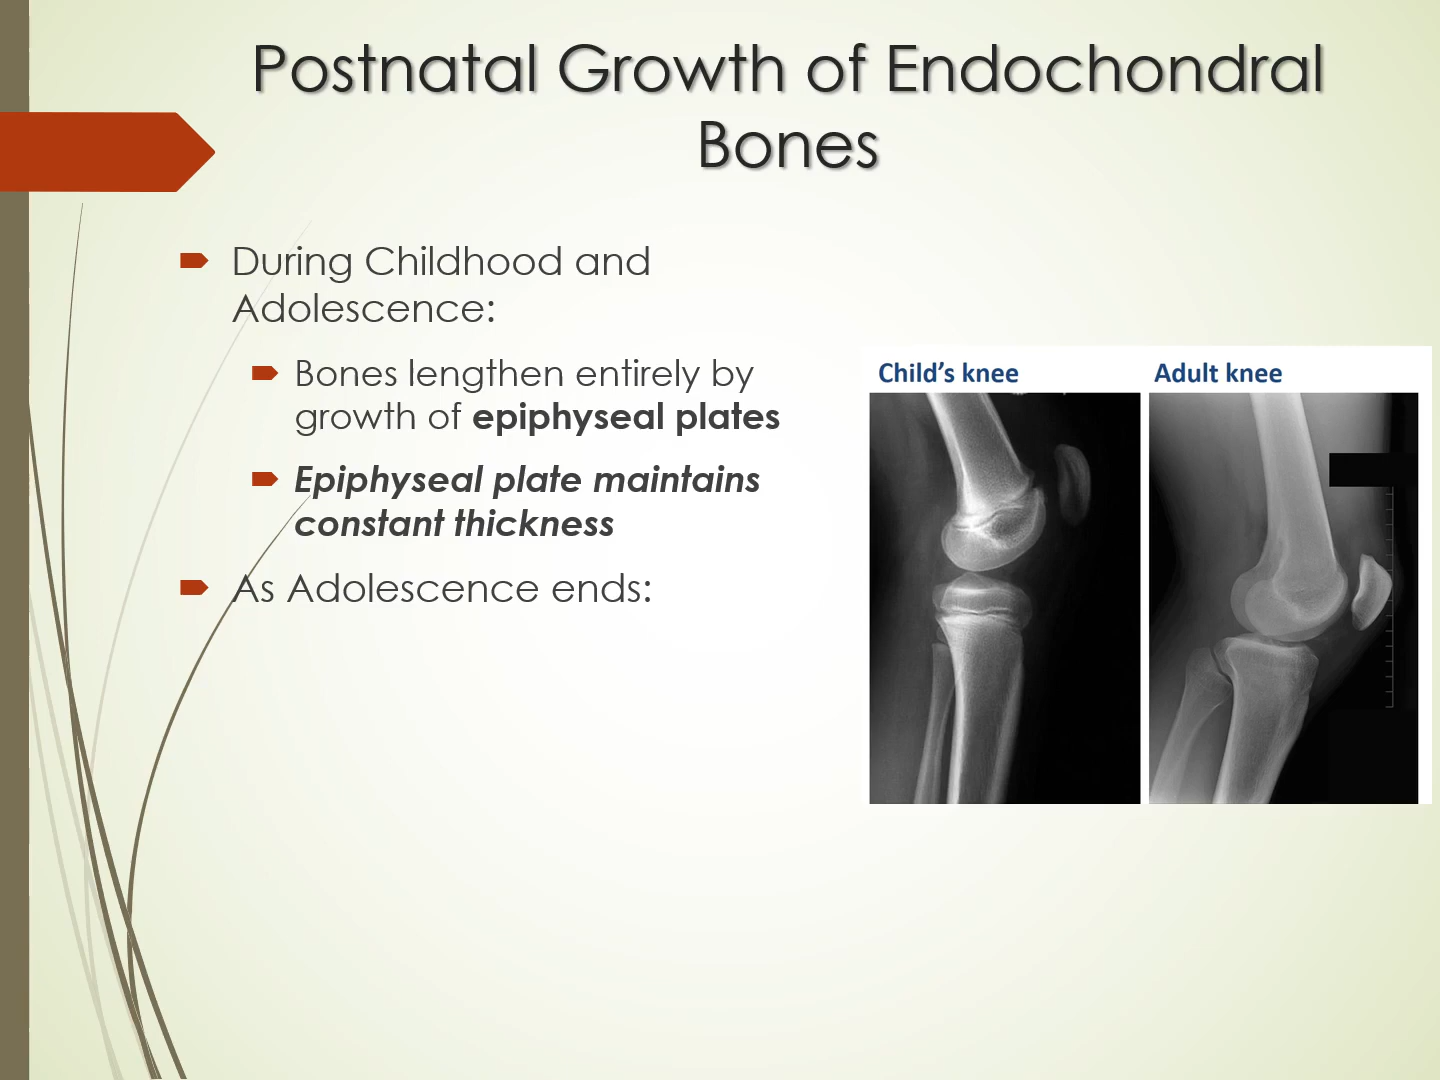 Postnatal Growth of Endochondral
Bones
During Childhood and
Adolescence:
Bones lengthen entirely by
growth of epiphyseal plates
Epiphyseal plate maintains
constant thickness
As Adolescence ends:
Child’s knee
Adult knee